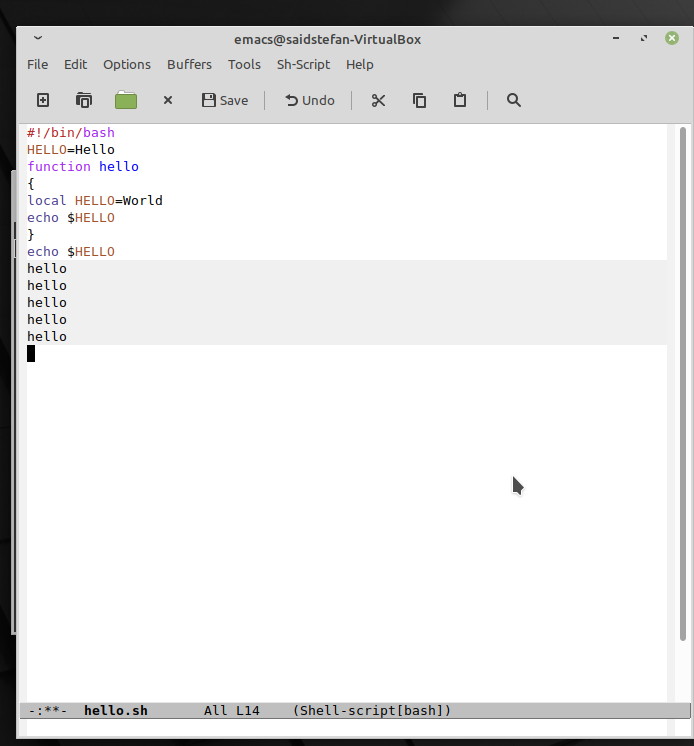 emacs@saidstefan-VirtualBox
File Edit Options Buffers Tools Sh-Script Help
Save Undo
#!/bin/bash
HELLO=Hello
function hello
{
local HELLO=World
echo $HELLO
}
echo $HELLO
hello
hello
hello
hello
hello
-:**- hello.sh All L14 (Shell-script[bash])